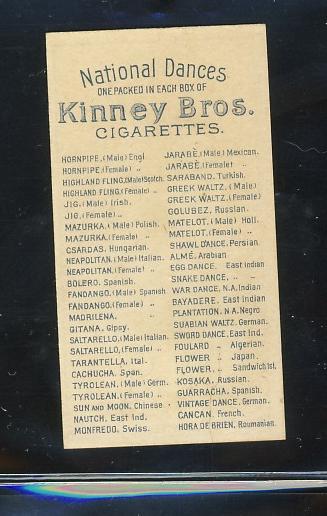 National Dances
ONE PACKED IN EACH BOX OF
Kinney Bros.
CIGARETTES.
HORNPIPE, (Male) Engl
HORNPIPE (Female) ..
HIGHLAND FLING,(Male)Scotch.
HIGHLAND FLING (Female) ..
JIG, (Male) Irish.
JIG, (Female) ..
MAZURKA. (Male) Polish.
MAZURKA. (Female) ..
CSARDAS. Hungarian.
NEAPOLITAN, (Male) Italian.
NEAPOLITAN, (Female) ..
BOLERO. Spanish.
FANDANGO. (Male) Spanish
FANDANGO. (Female) ..
MADRILENA. ..
GITANA. Gipsy.
SALTARELLO, (Male) Italian.
SALTARELLO, (Female) ..
TARANTELLA, Ital.
CACHUCHA. Span.
TYROLEAN, (Male) Germ.
TYROLEAN. (Female) ..
SUN AND MOON. Chinese
NAUTCH. East Ind.
MONFREDO. Swiss.
JARABÈ, (Male) Mexican.
JARABÈ, (Female) ..
SARABAND. Turkish.
GREEK WALTZ. (Male)
GREEK WALTZ, (Female)
GOLUBEZ, Russian.
MATELOT. (Male) Holl.
MATELOT. (Female) ..
SHAWL DANCE. Persian
ALMÉ. Arabian
EGG DANCE. East Indian
SNAKE DANCE, .. ..
WAR DANCE, N.A. Indian
BAYADERE. East Indian
PLANTATION. N.A. Negro
SUABIAN WALTZ. German.
SWORD DANCE. East Ind.
FOULARD .. Algerian.
FLOWER .. Japan.
FLOWER. .. Sandwich Isl.
KOSAKA. Russian.
GUARRACHA. Spanish.
VINTAGE DANCE. German.
CANCAN. French.
HORA DE BRIEN, Roumanian.